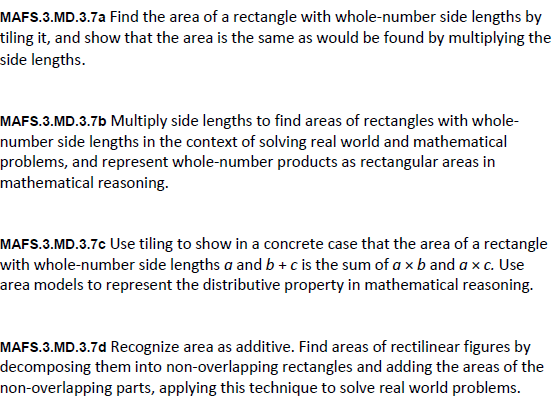 MAFS.3.MD.3.7a Find the area of a rectangle with whole-number side lengths by
tiling it, and show that the area is the same as would be found by multiplying the
side lengths.
MAFS.3.MD.3.7b Multiply side lengths to find areas of rectangles with whole-
number side lengths in the context of solving real world and mathematical
problems, and represent whole-number products as rectangular areas in
mathematical reasoning.
MAFS.3.MD.3.7c Use tiling to show in a concrete case that the area of a rectangle
with whole-number side lengths a and b + c is the sum of a × b and a × c. Use
area models to represent the distributive property in mathematical reasoning.
MAFS.3.MD.3.7d Recognize area as additive. Find areas of rectilinear figures by
decomposing them into non-overlapping rectangles and adding the areas of the
non-overlapping parts, applying this technique to solve real world problems.